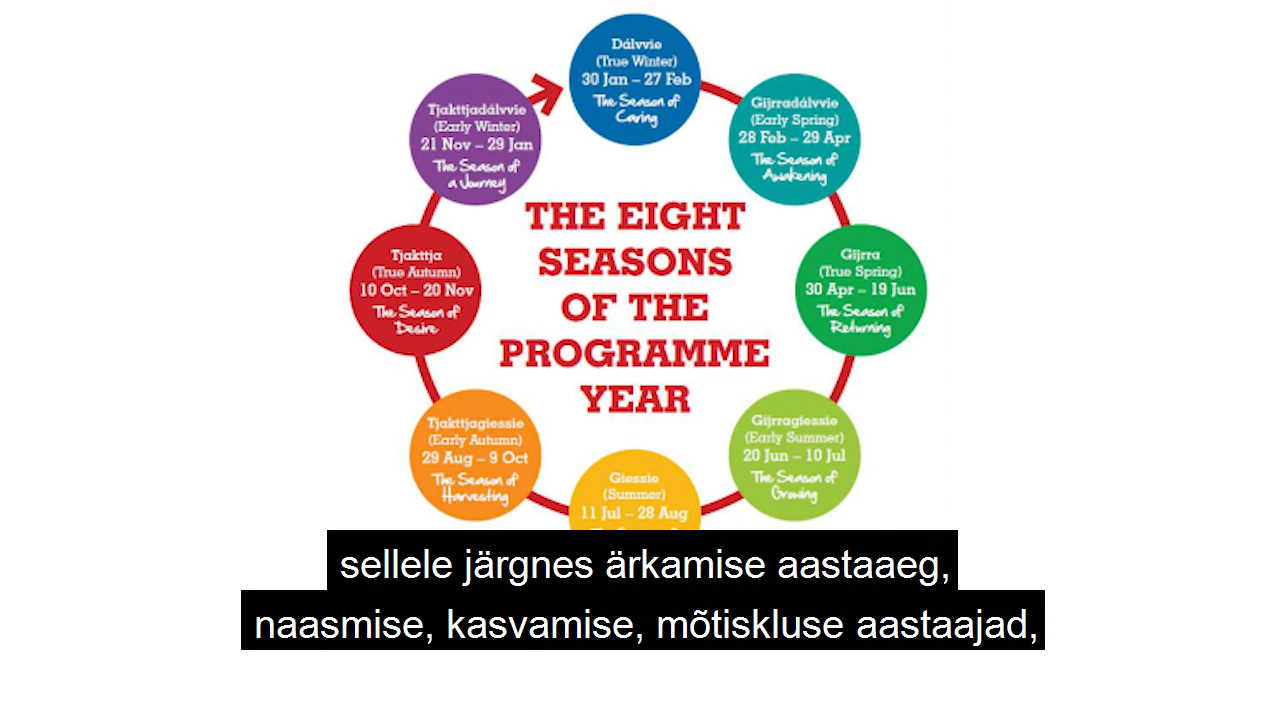 Dálvvie
(True Winter)
30 Jan – 27 Feb
The Season of
Caring
Gijrradálvvie
(Early Spring)
28 Feb – 29 Apr
The Season of
Awakening
Gijrra
(True Spring)
30 Apr – 19 Jun
The Season of
Returning
Gijrragiessie
(Early Summer)
20 Jun – 10 Jul
The Season of
Growing
Giessie
(Summer)
11 Jul – 28 Aug
Tjakttjagiessie
(Early Autumn)
29 Aug – 9 Oct
The Season of
Harvesting
Tjakttja
(True Autumn)
10 Oct – 20 Nov
The Season of
Desire
Tjakttjadálvvie
(Early Winter)
21 Nov – 29 Jan
The Season of
a Journey
THE EIGHT
SEASONS
OF THE
PROGRAMME
YEAR
sellele järgnes ärkamise aastaaeg,
naasmise, kasvamise, mõtiskluse aastaajad,